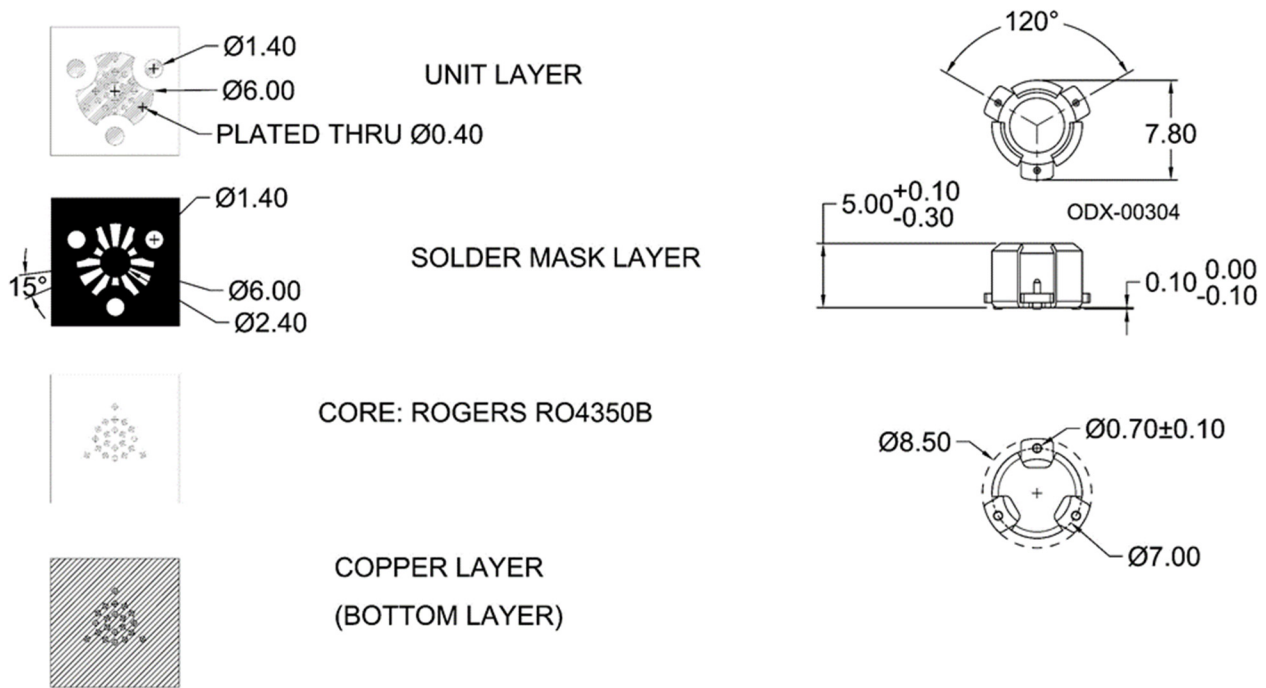 Ø1.40
Ø6.00
PLATED THRU Ø0.40
UNIT LAYER
120°
7.80
ODX-00304
Ø1.40
15°
Ø6.00
Ø2.40
SOLDER MASK LAYER
5.00 +0.10
-0.30
0.10 0.00
-0.10
CORE: ROGERS RO4350B
Ø8.50
Ø0.70±0.10
Ø7.00
COPPER LAYER
(BOTTOM LAYER)